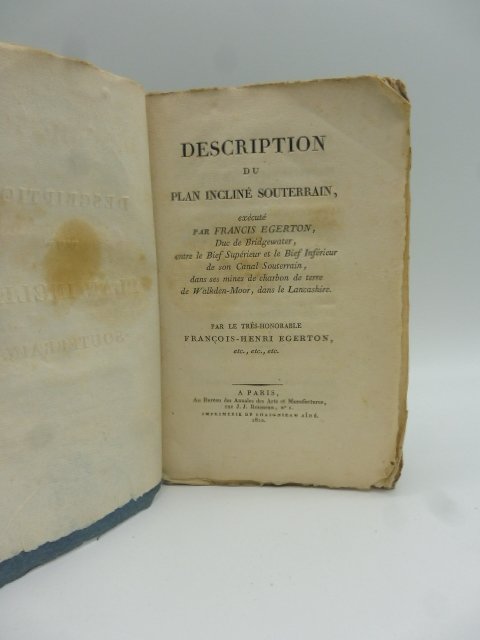 DESCRIPTION
DU
PLAN INCLINÉ SOUTERRAIN,
exécuté
PAR FRANCIS EGERTON,
Duc de Bridgewater,
entre le Bief Supérieur et le Bief Inférieur
de son Canal Souterrain,
dans ses mines de charbon de terre
de Walkden-Moor, dans le Lancashire.
PAR LE TRÈS-HONORABLE
FRANÇOIS-HENRI EGERTON,
etc., etc., etc.
A PARIS,
Au Bureau des Annales des Arts et Manufactures,
rue J. J. Rousseau, n° 1.
IMPRIMERIE DE CHAIGNIEAU AÎNÉ.